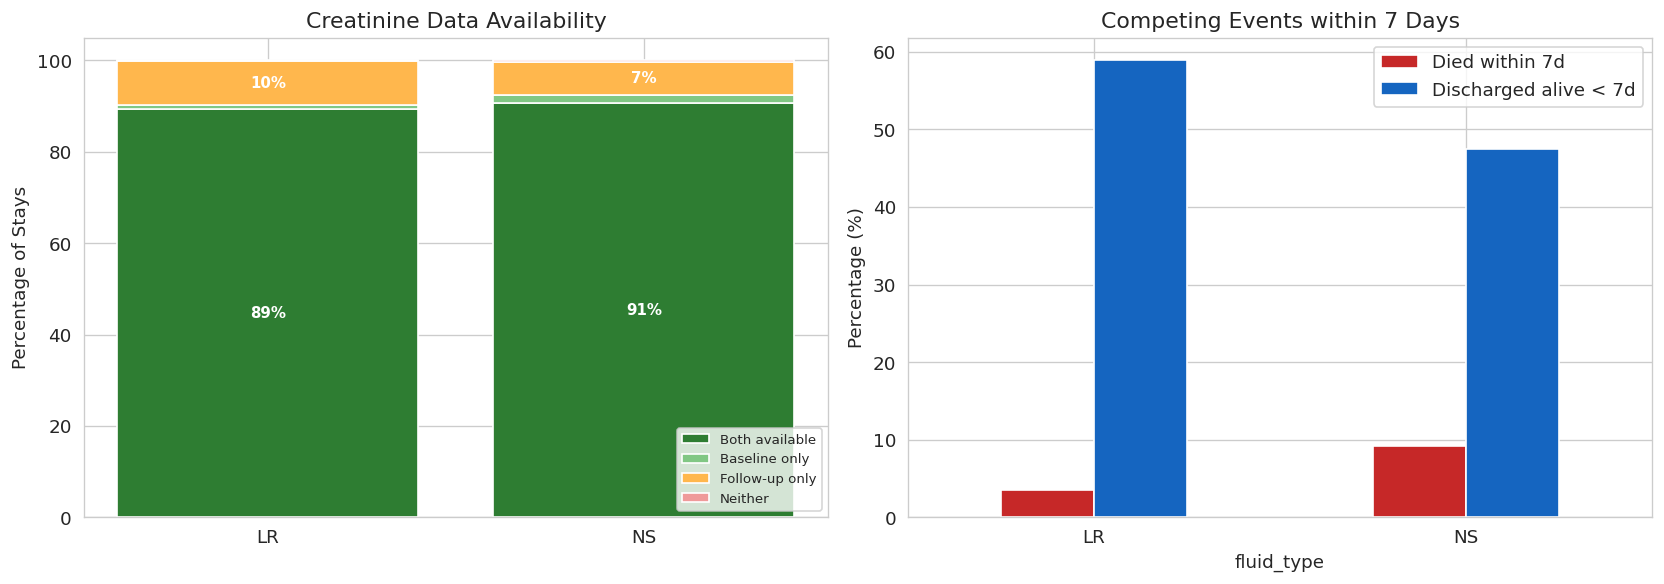 Creatinine Data Availability
Percentage of Stays
100
80
60
40
20
0
10%
89%
7%
91%
Both available
Baseline only
Follow-up only
Neither
LR
NS
Competing Events within 7 Days
Percentage (%)
60
50
40
30
20
10
0
Died within 7d
Discharged alive < 7d
LR
NS
fluid_type